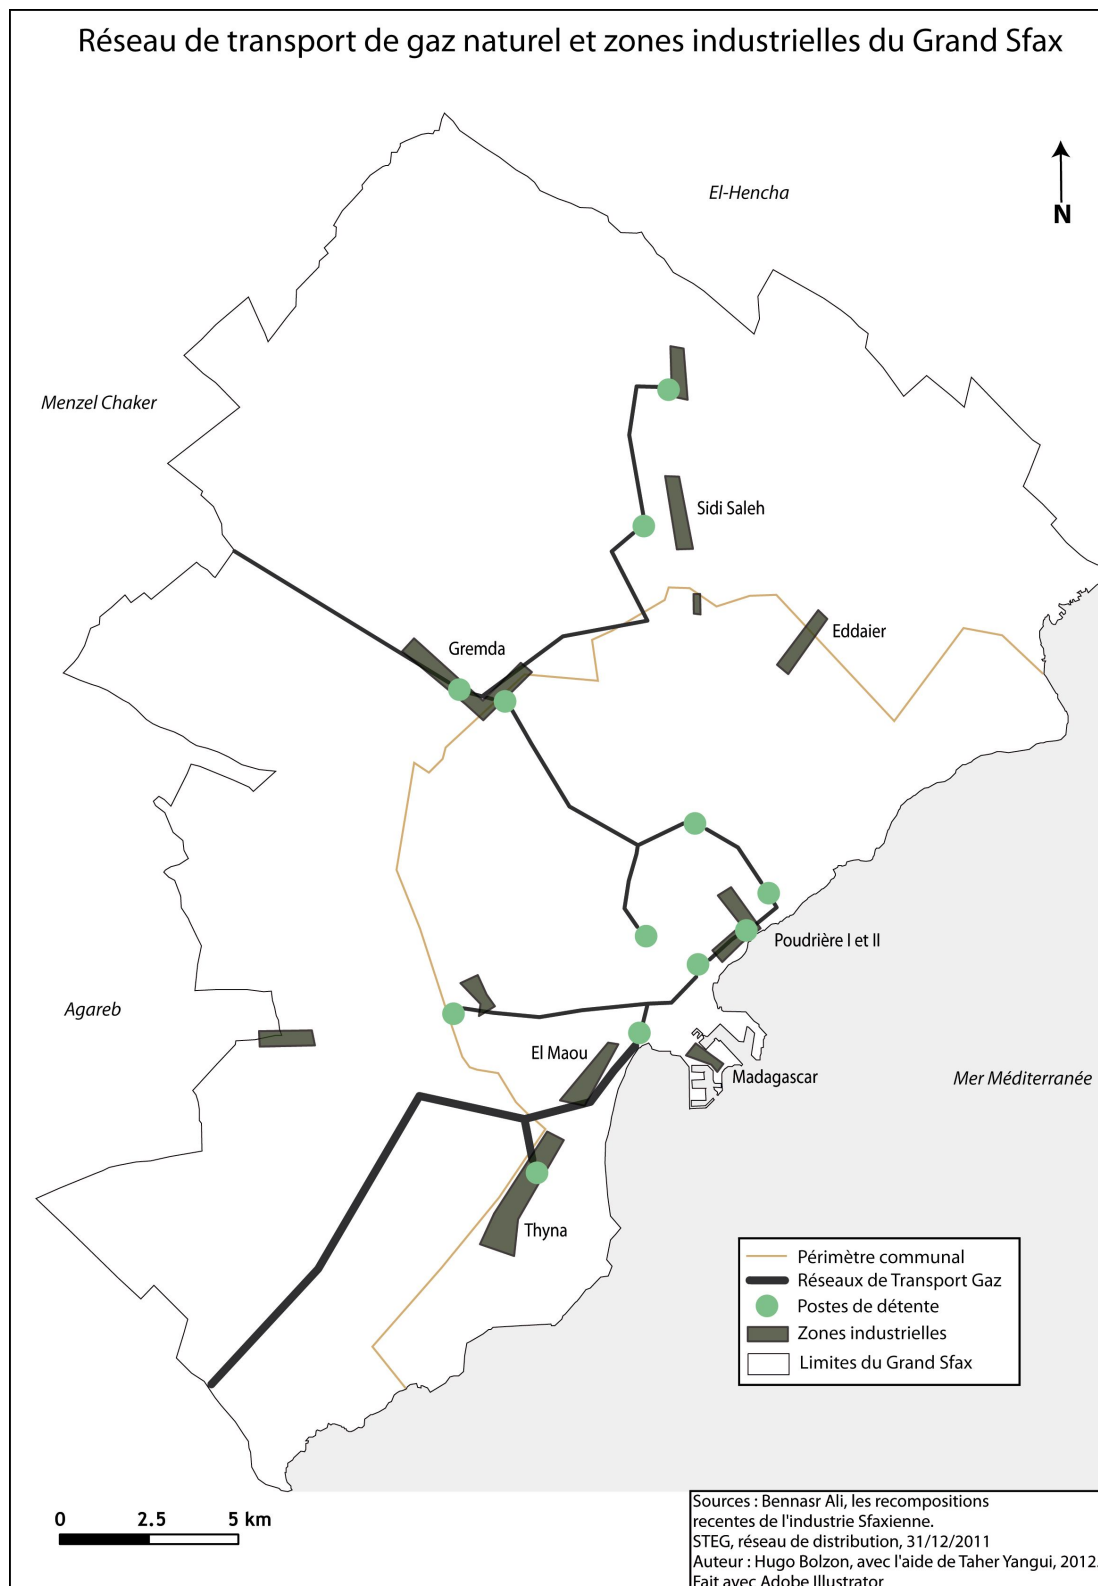 Réseau de transport de gaz naturel et zones industrielles du Grand Sfax
El-Hencha
N
Menzel Chaker
Sidi Saleh
Eddaier
Gremda
Poudrière I et II
Agareb
El Maou
Madagascar
Mer Méditerranée
Thyna
Périmètre communal
Réseaux de Transport Gaz
Postes de détente
Zones industrielles
Limites du Grand Sfax
0 2.5 5 km
Sources : Bennasr Ali, les recompositions
recentes de l'industrie Sfaxienne.
STEG, réseau de distribution, 31/12/2011
Auteur : Hugo Bolzon, avec l'aide de Taher Yangui, 2012.
Fait avec Adobe Illustrator